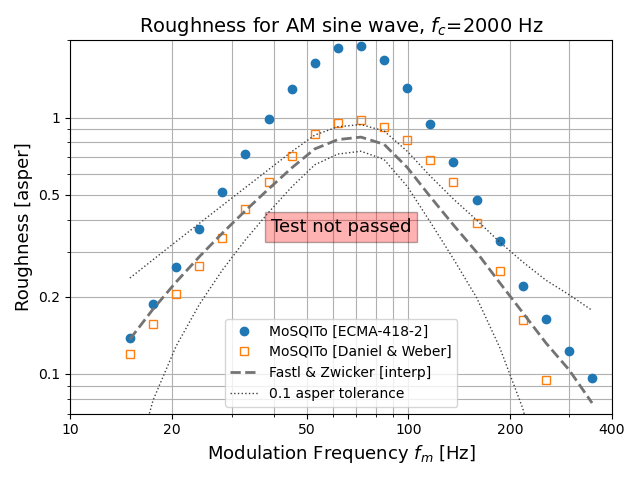 Roughness for AM sine wave, f_c=2000 Hz
Roughness [asper]
1
0.5
0.2
0.1
Test not passed
MoSQITo [ECMA-418-2]
MoSQITo [Daniel & Weber]
Fastl & Zwicker [interp]
0.1 asper tolerance
10 20 50 100 200 400
Modulation Frequency f_m [Hz]